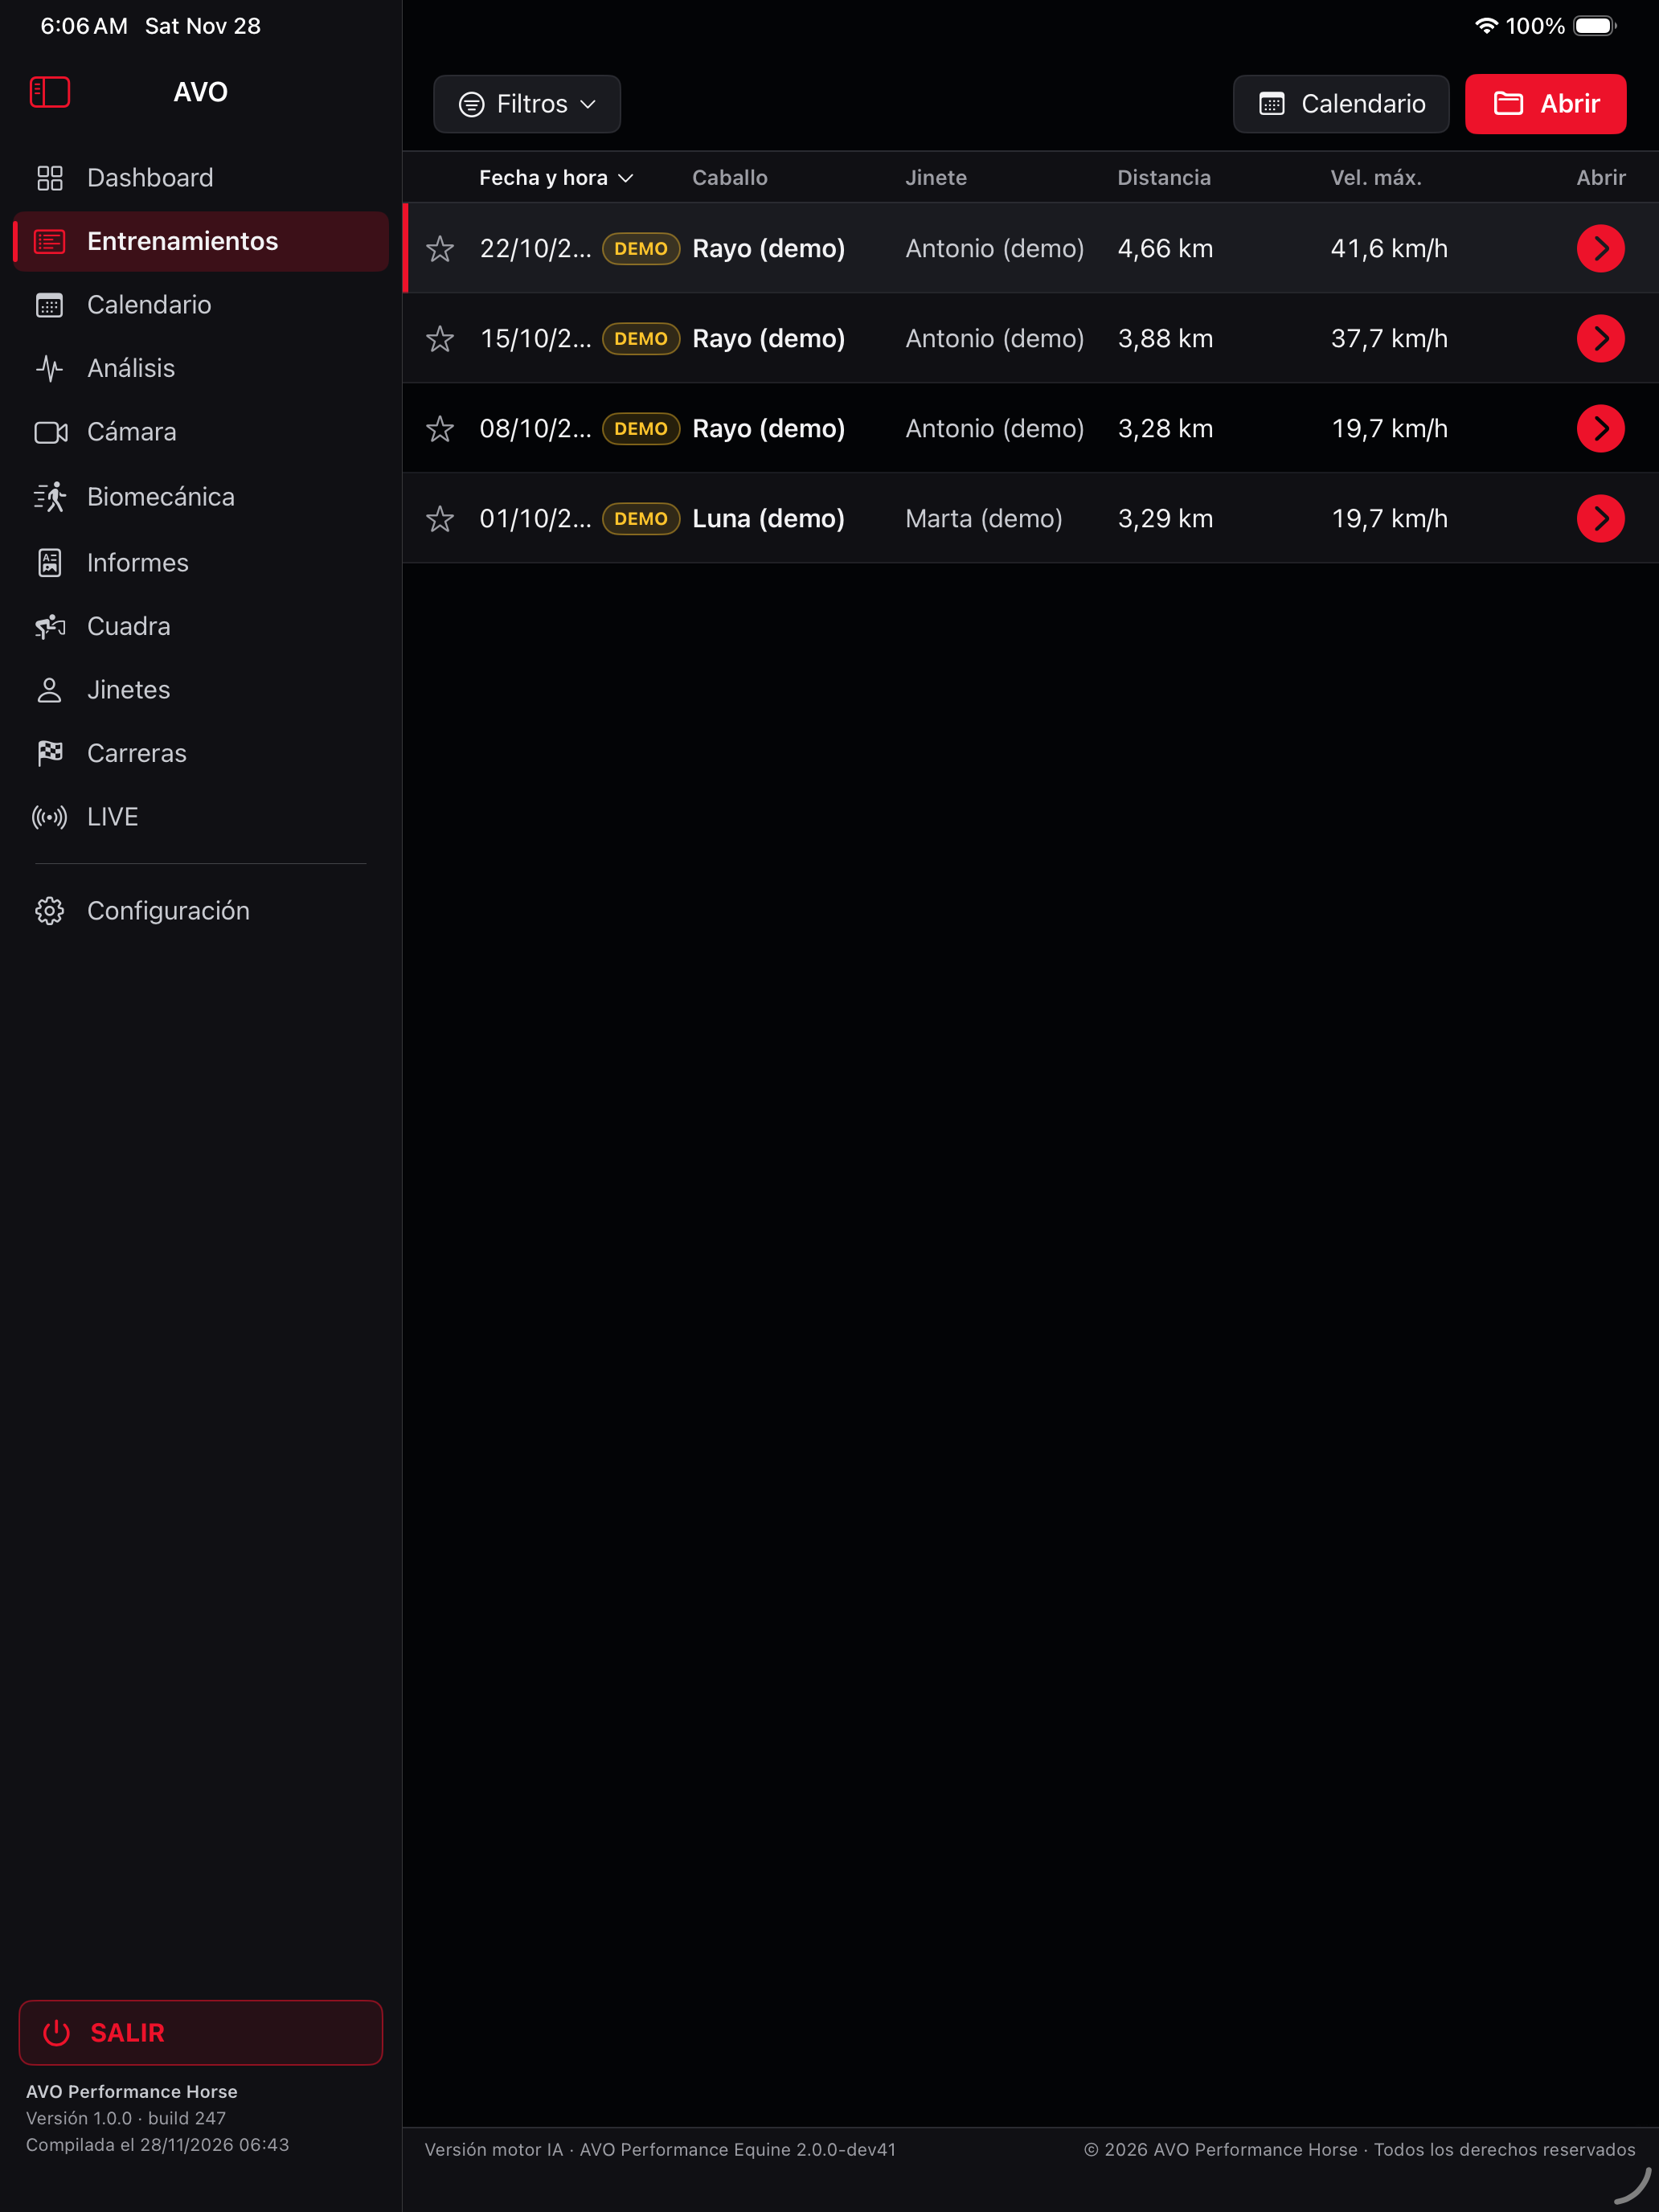 6:06 AM Sat Nov 28
100%
AVO
Dashboard
Entrenamientos
Calendario
Análisis
Cámara
Biomecánica
Informes
Cuadra
Jinetes
Carreras
LIVE
Configuración
SALIR
AVO Performance Horse
Versión 1.0.0 · build 247
Compilada el 28/11/2026 06:43
Filtros
Calendario
Abrir
Fecha y hora Caballo Jinete Distancia Vel. máx. Abrir
22/10/2... DEMO Rayo (demo) Antonio (demo) 4,66 km 41,6 km/h
15/10/2... DEMO Rayo (demo) Antonio (demo) 3,88 km 37,7 km/h
08/10/2... DEMO Rayo (demo) Antonio (demo) 3,28 km 19,7 km/h
01/10/2... DEMO Luna (demo) Marta (demo) 3,29 km 19,7 km/h
Versión motor IA · AVO Performance Equine 2.0.0-dev41
© 2026 AVO Performance Horse · Todos los derechos reservados